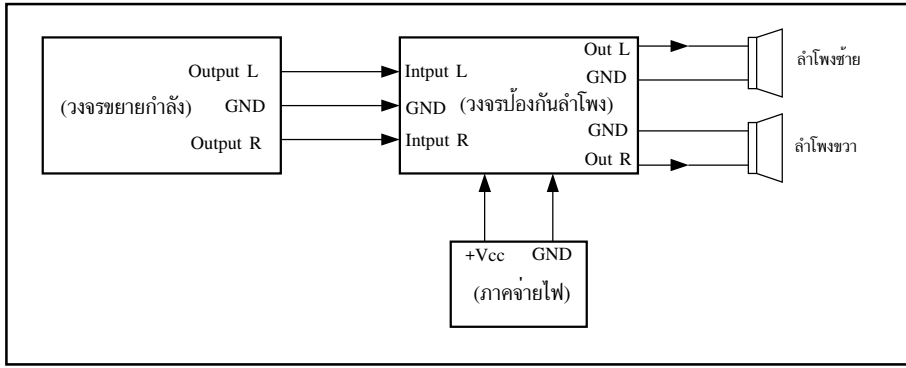 Output L
(วงจรขยายกำลัง) GND
Output R
Intput L
GND (วงจรป้องกันลำโพง)
Intput R
Out L
GND
GND
Out R
ลำโพงซ้าย
ลำโพงขวา
+Vcc GND
(ภาคจ่ายไฟ)